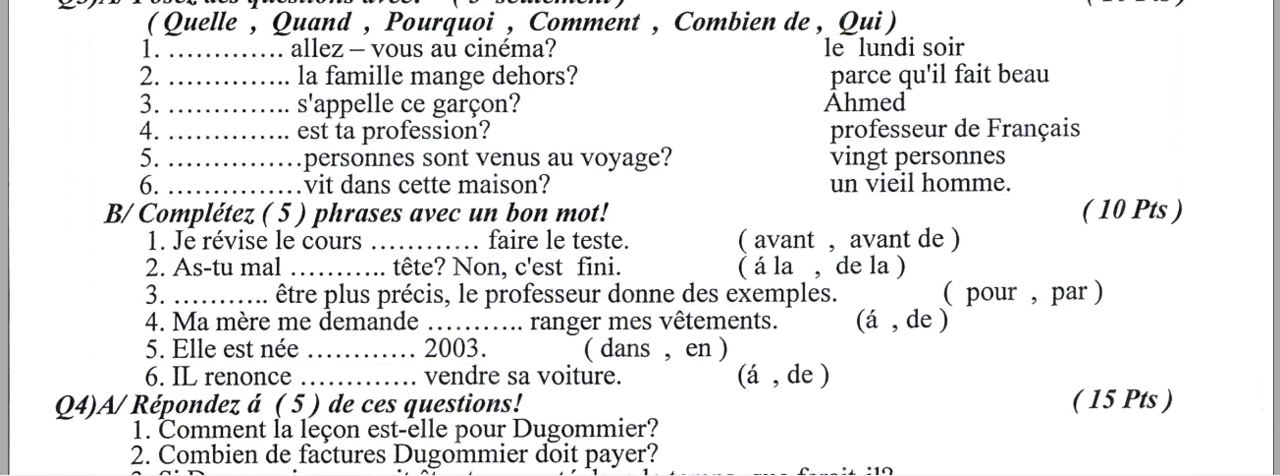 Q3)A/ Posez des questions avec: ( 5 seulement )
( Quelle , Quand , Pourquoi , Comment , Combien de , Qui )
1. ............... allez – vous au cinéma? le lundi soir
2. ................ la famille mange dehors? parce qu'il fait beau
3. ................ s'appelle ce garçon? Ahmed
4. ................ est ta profession? professeur de Français
5. ..................personnes sont venus au voyage? vingt personnes
6. ..................vit dans cette maison? un vieil homme.
B/ Complétez ( 5 ) phrases avec un bon mot! ( 10 Pts )
1. Je révise le cours ............ faire le teste. ( avant , avant de )
2. As-tu mal ........... tête? Non, c'est fini. ( á la , de la )
3. ........... être plus précis, le professeur donne des exemples. ( pour , par )
4. Ma mère me demande ........... ranger mes vêtements. (á , de )
5. Elle est née ............ 2003. ( dans , en )
6. IL renonce ............. vendre sa voiture. (á , de )
Q4)A/ Répondez á ( 5 ) de ces questions! ( 15 Pts )
1. Comment la leçon est-elle pour Dugommier?
2. Combien de factures Dugommier doit payer?